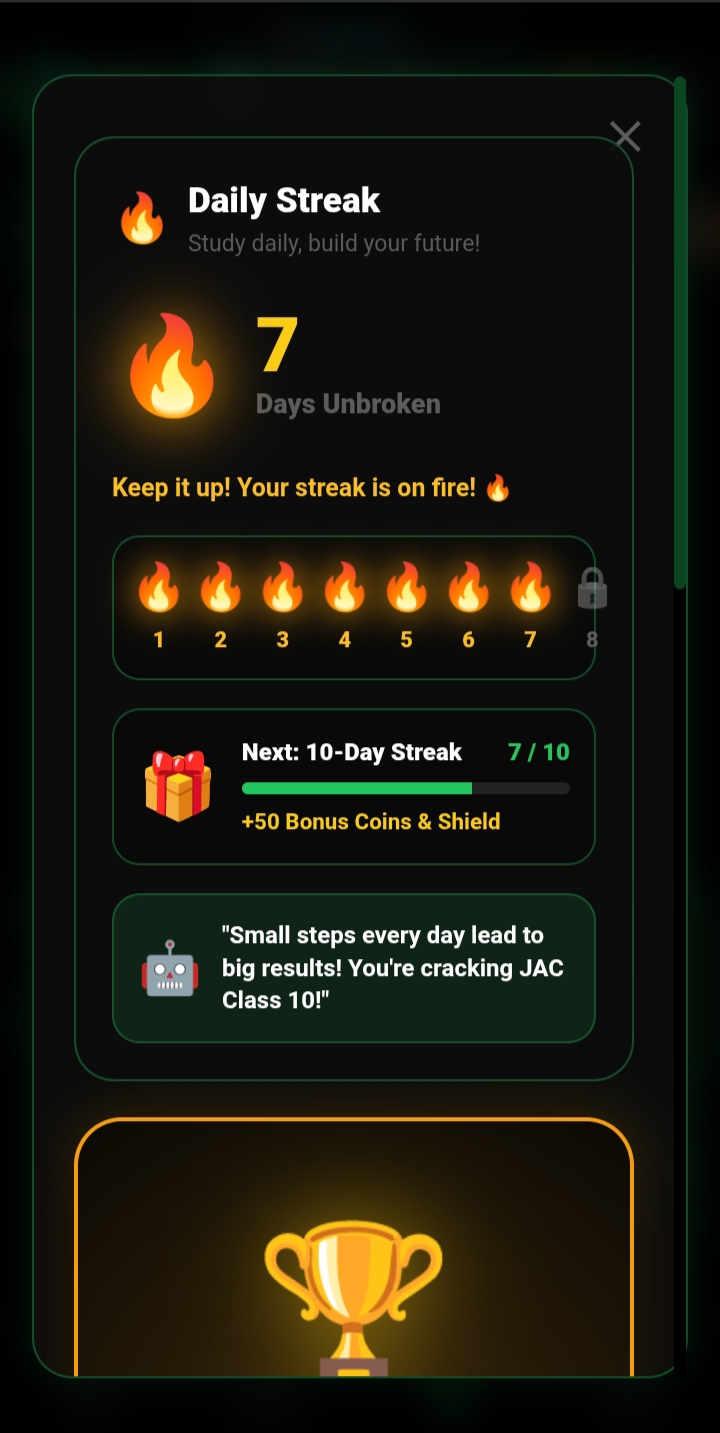 Daily Streak
Study daily, build your future!
7
Days Unbroken
Keep it up! Your streak is on fire! 🔥
1 2 3 4 5 6 7 8
Next: 10-Day Streak 7 / 10
+50 Bonus Coins & Shield
"Small steps every day lead to
big results! You're cracking JAC
Class 10!"